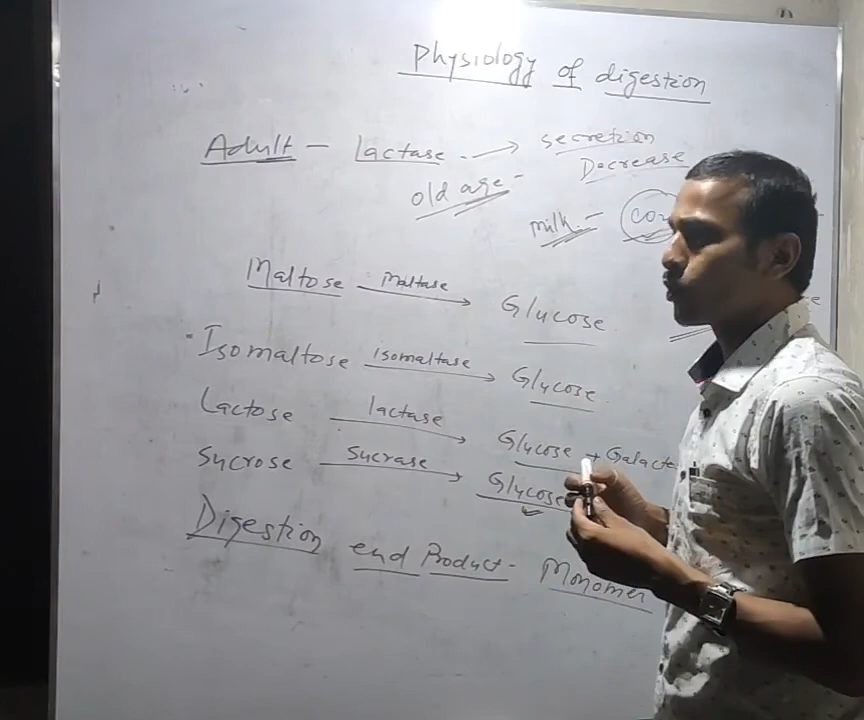 Physiology of digestion
Adult - Lactase → secretion
Decrease
old age -
milk -
Maltose maltase → Glucose
Isomaltose isomaltase → Glucose
Lactose lactase → Glucose +
Sucrose Sucrase → Glucose
Digestion end Product - Monomer